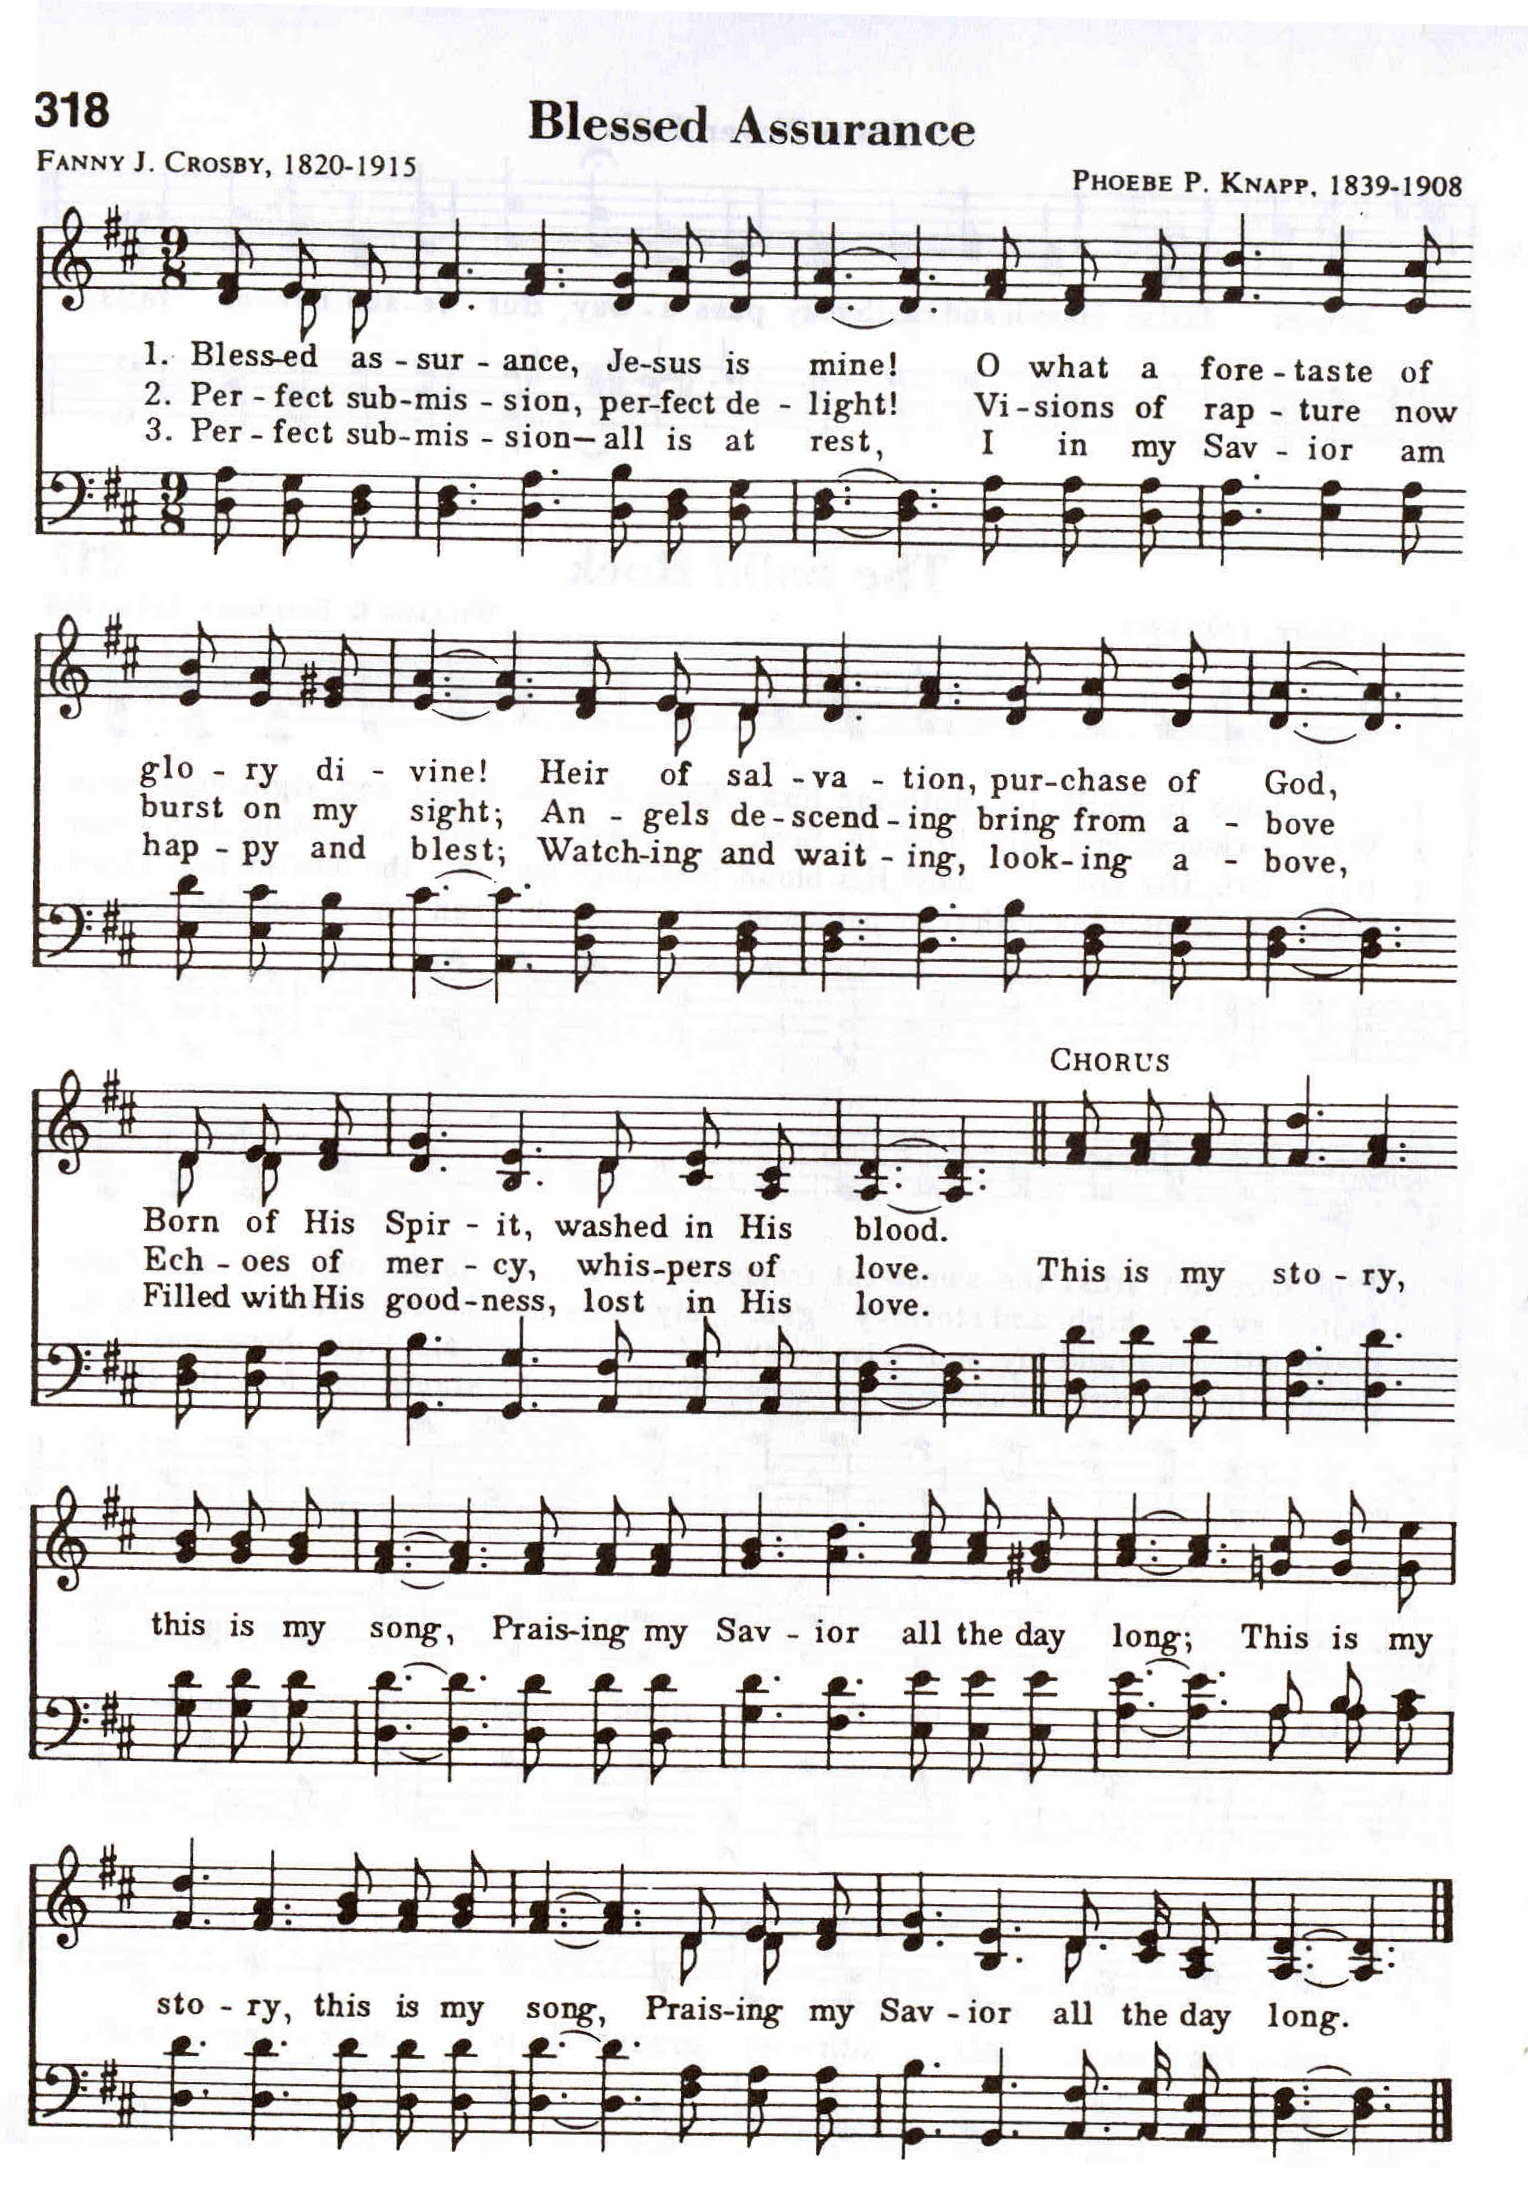 318
Blessed Assurance
FANNY J. CROSBY, 1820-1915
PHOEBE P. KNAPP, 1839-1908
1. Bless-ed as - sur - ance, Je-sus is mine! O what a fore - taste of
2. Per - fect sub-mis - sion, per-fect de - light! Vi - sions of rap - ture now
3. Per - fect sub-mis - sion—all is at rest, I in my Sav - ior am
glo - ry di - vine! Heir of sal - va - tion, pur-chase of God,
burst on my sight; An - gels de - scend - ing bring from a - bove
hap - py and blest; Watch-ing and wait - ing, look-ing a - bove,
CHORUS
Born of His Spir - it, washed in His blood.
Ech - oes of mer - cy, whis-pers of love. This is my sto - ry,
Filled with His good-ness, lost in His love.
this is my song, Prais-ing my Sav - ior all the day long; This is my
sto - ry, this is my song, Prais-ing my Sav - ior all the day long.